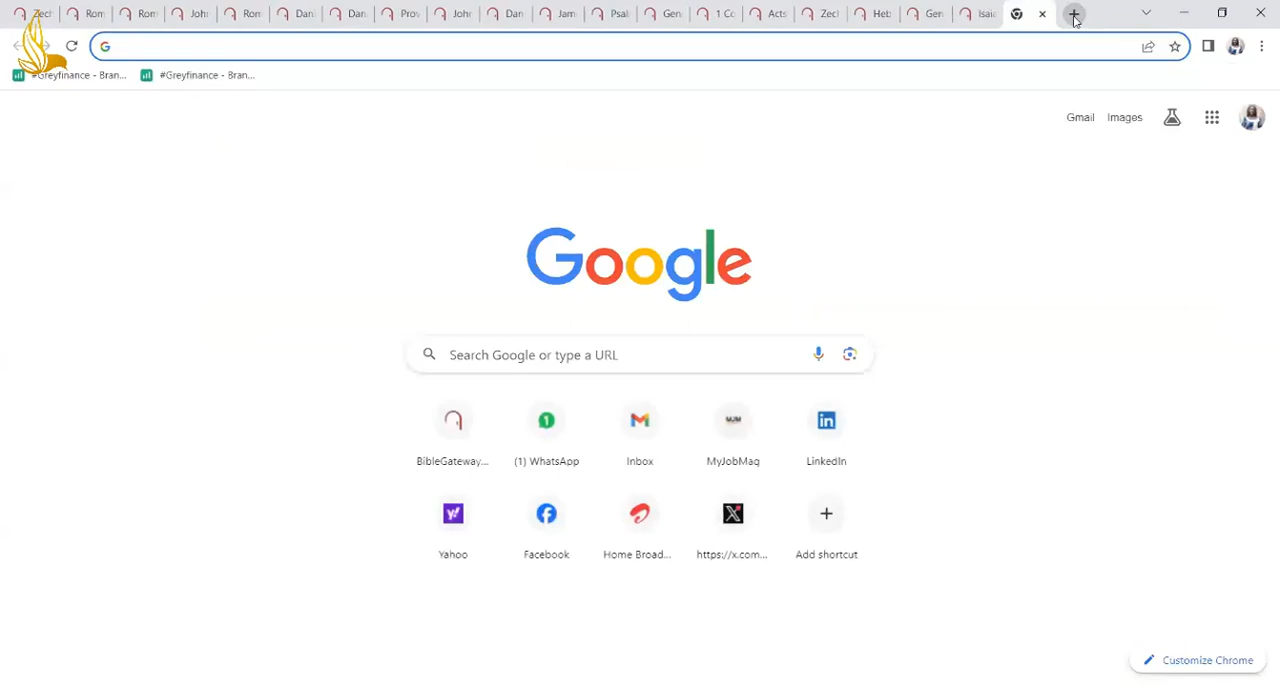 Zech Rom Rom Joh Rom Dan Dan Prov John Dan Jam Psal Gen 1 Co Acts Zech Heb Gen Isaia
#Greyfinance - Bran... #Greyfinance - Bran...
Gmail Images
Google
Search Google or type a URL
BibleGateway... (1) WhatsApp Inbox MyJobMag LinkedIn
Yahoo Facebook Home Broad... https://x.com... Add shortcut
Customize Chrome